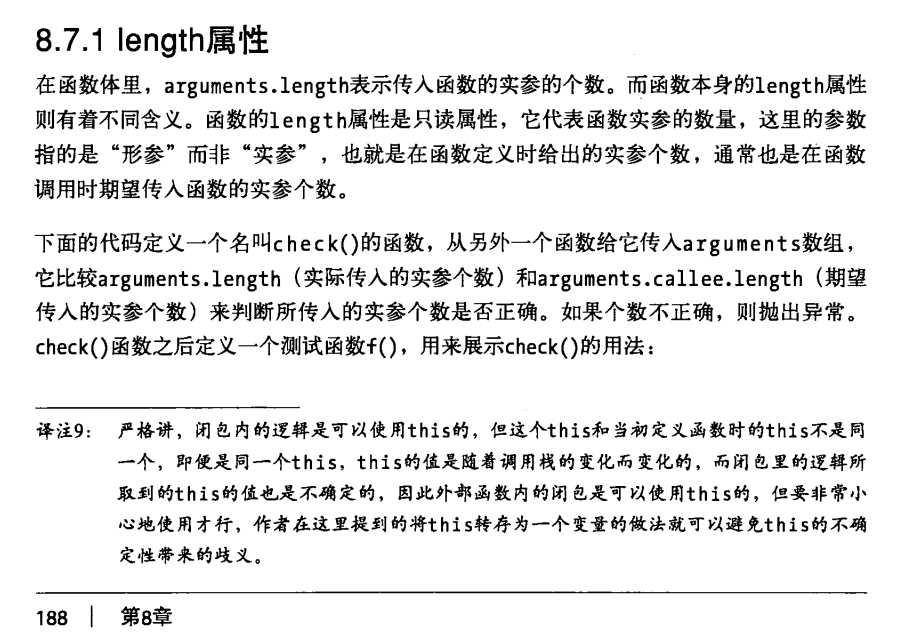 8.7.1 length属性
在函数体里，arguments.length表示传入函数的实参的个数。而函数本身的length属性
则有着不同含义。函数的length属性是只读属性，它代表函数实参的数量，这里的参数
指的是“形参”而非“实参”，也就是在函数定义时给出的实参个数，通常也是在函数
调用时期望传入函数的实参个数。
下面的代码定义一个名叫check()的函数，从另外一个函数给它传入arguments数组，
它比较arguments.length（实际传入的实参个数）和arguments.callee.length（期望
传入的实参个数）来判断所传入的实参个数是否正确。如果个数不正确，则抛出异常。
check()函数之后定义一个测试函数f()，用来展示check()的用法：
译注9： 严格讲，闭包内的逻辑是可以使用this的，但这个this和当初定义函数时的this不是同
一个，即便是同一个this，this的值是随着调用栈的变化而变化的，而闭包里的逻辑所
取到的this的值也是不确定的，因此外部函数内的闭包是可以使用this的，但要非常小
心地使用才行，作者在这里提到的将this转存为一个变量的做法就可以避免this的不确
定性带来的歧义。
188 | 第8章